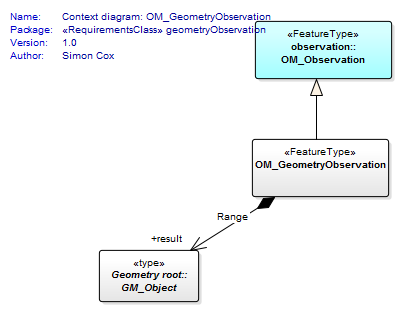 Name: Context diagram: OM_GeometryObservation
Package: «RequirementsClass» geometryObservation
Version: 1.0
Author: Simon Cox
«FeatureType»
observation::
OM_Observation
«FeatureType»
OM_GeometryObservation
Range
+result
«type»
Geometry root::
GM_Object